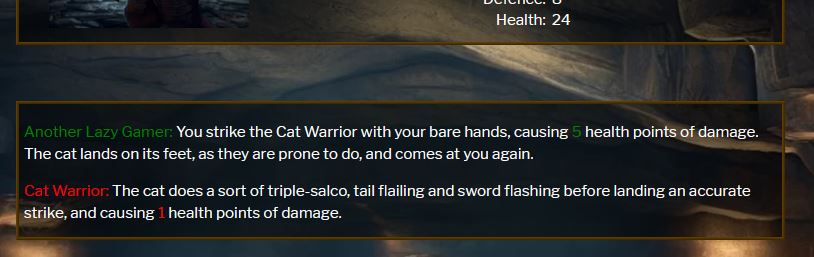 Defence: 8
Health: 24
Another Lazy Gamer: You strike the Cat Warrior with your bare hands, causing 5 health points of damage.
The cat lands on its feet, as they are prone to do, and comes at you again.
Cat Warrior: The cat does a sort of triple-salco, tail flailing and sword flashing before landing an accurate
strike, and causing 1 health points of damage.